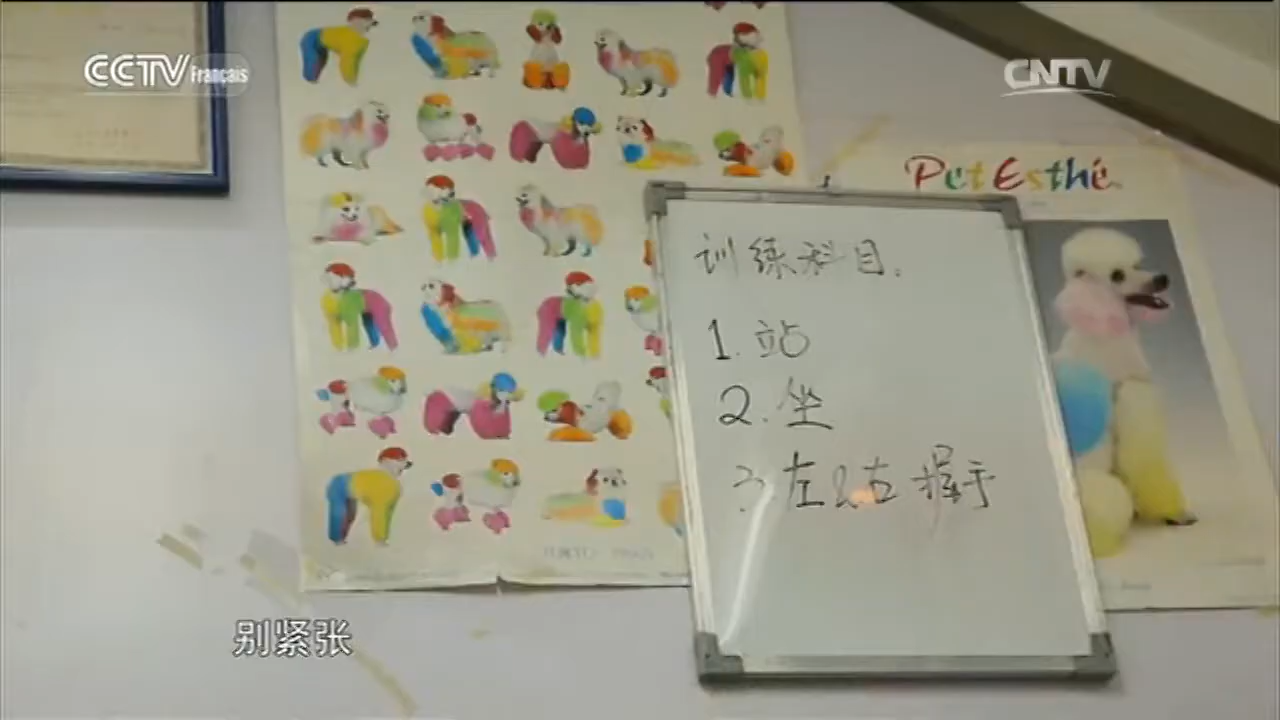 CCTV Français
CNTV
Pet Esthé
训练科目.
1. 站
2. 坐
3. 左&右 握手
别紧张